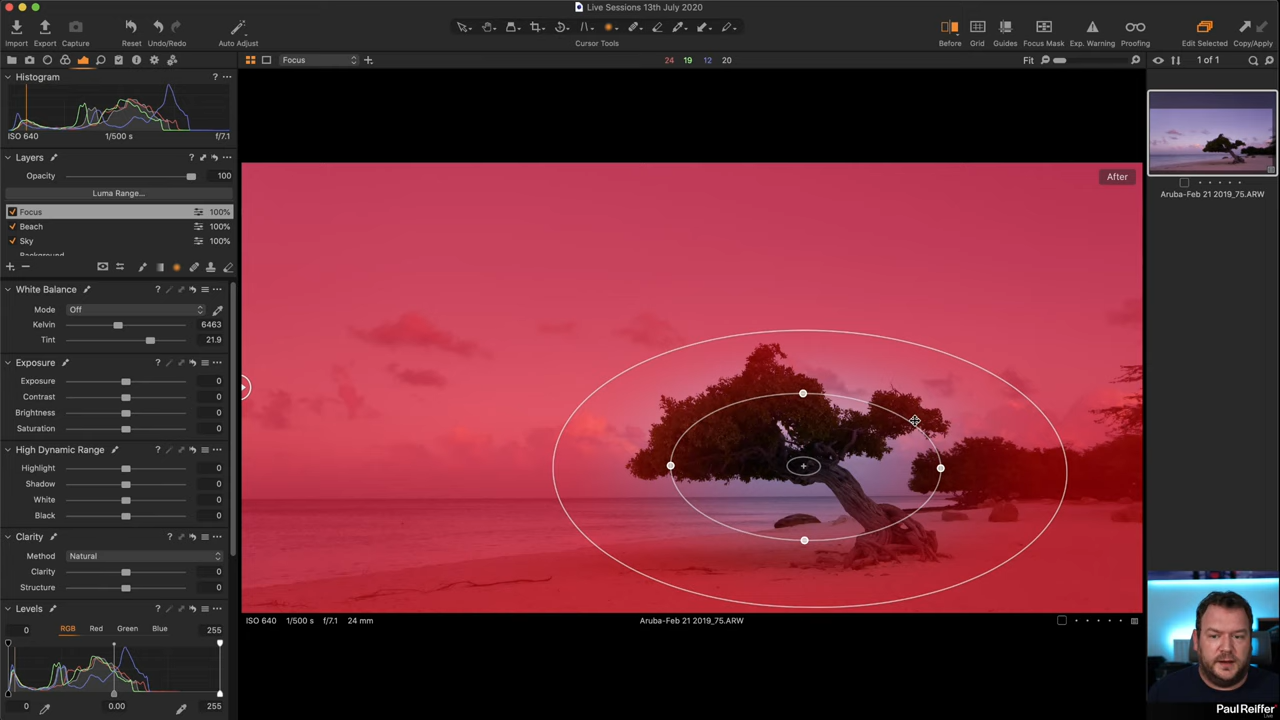 Live Sessions 13th July 2020
Import Export Capture Reset Undo/Redo Auto Adjust Cursor Tools Before Grid Guides Focus Mask Exp. Warning Proofing Edit Selected Copy/Apply
Focus 24 19 12 20 Fit 1 of 1
Histogram
ISO 640 1/500 s f/7.1
Layers
Opacity 100
Luma Range...
Focus 100%
Beach 100%
Sky 100%
Background
White Balance
Mode Off
Kelvin 6463
Tint 21.9
Exposure
Exposure 0
Contrast 0
Brightness 0
Saturation 0
High Dynamic Range
Highlight 0
Shadow 0
White 0
Black 0
Clarity
Method Natural
Clarity 0
Structure 0
Levels
0 RGB Red Green Blue 255
0 0.00 255
After
ISO 640 1/500 s f/7.1 24 mm Aruba-Feb 21 2019_75.ARW
Aruba-Feb 21 2019_75.ARW
Paul Reiffer
Live